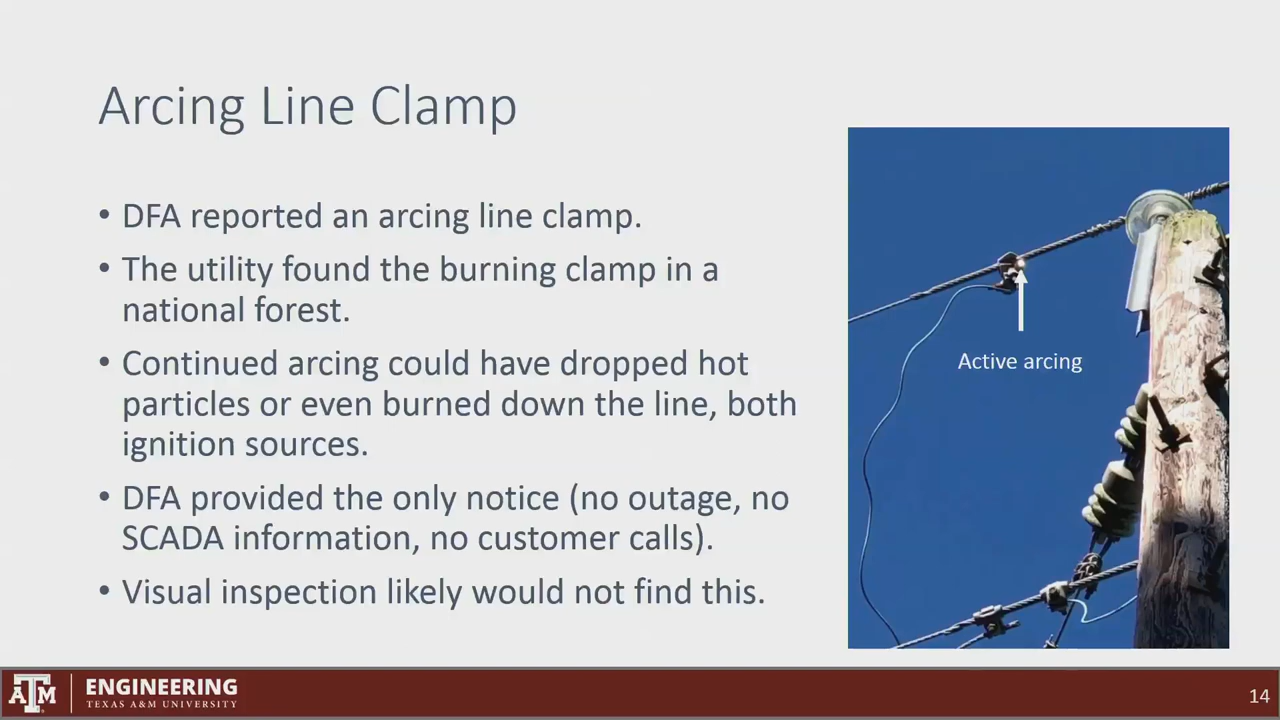 Arcing Line Clamp
• DFA reported an arcing line clamp.
• The utility found the burning clamp in a
national forest.
• Continued arcing could have dropped hot
particles or even burned down the line, both
ignition sources.
• DFA provided the only notice (no outage, no
SCADA information, no customer calls).
• Visual inspection likely would not find this.
Active arcing
ATM
ENGINEERING
TEXAS A&M UNIVERSITY
14